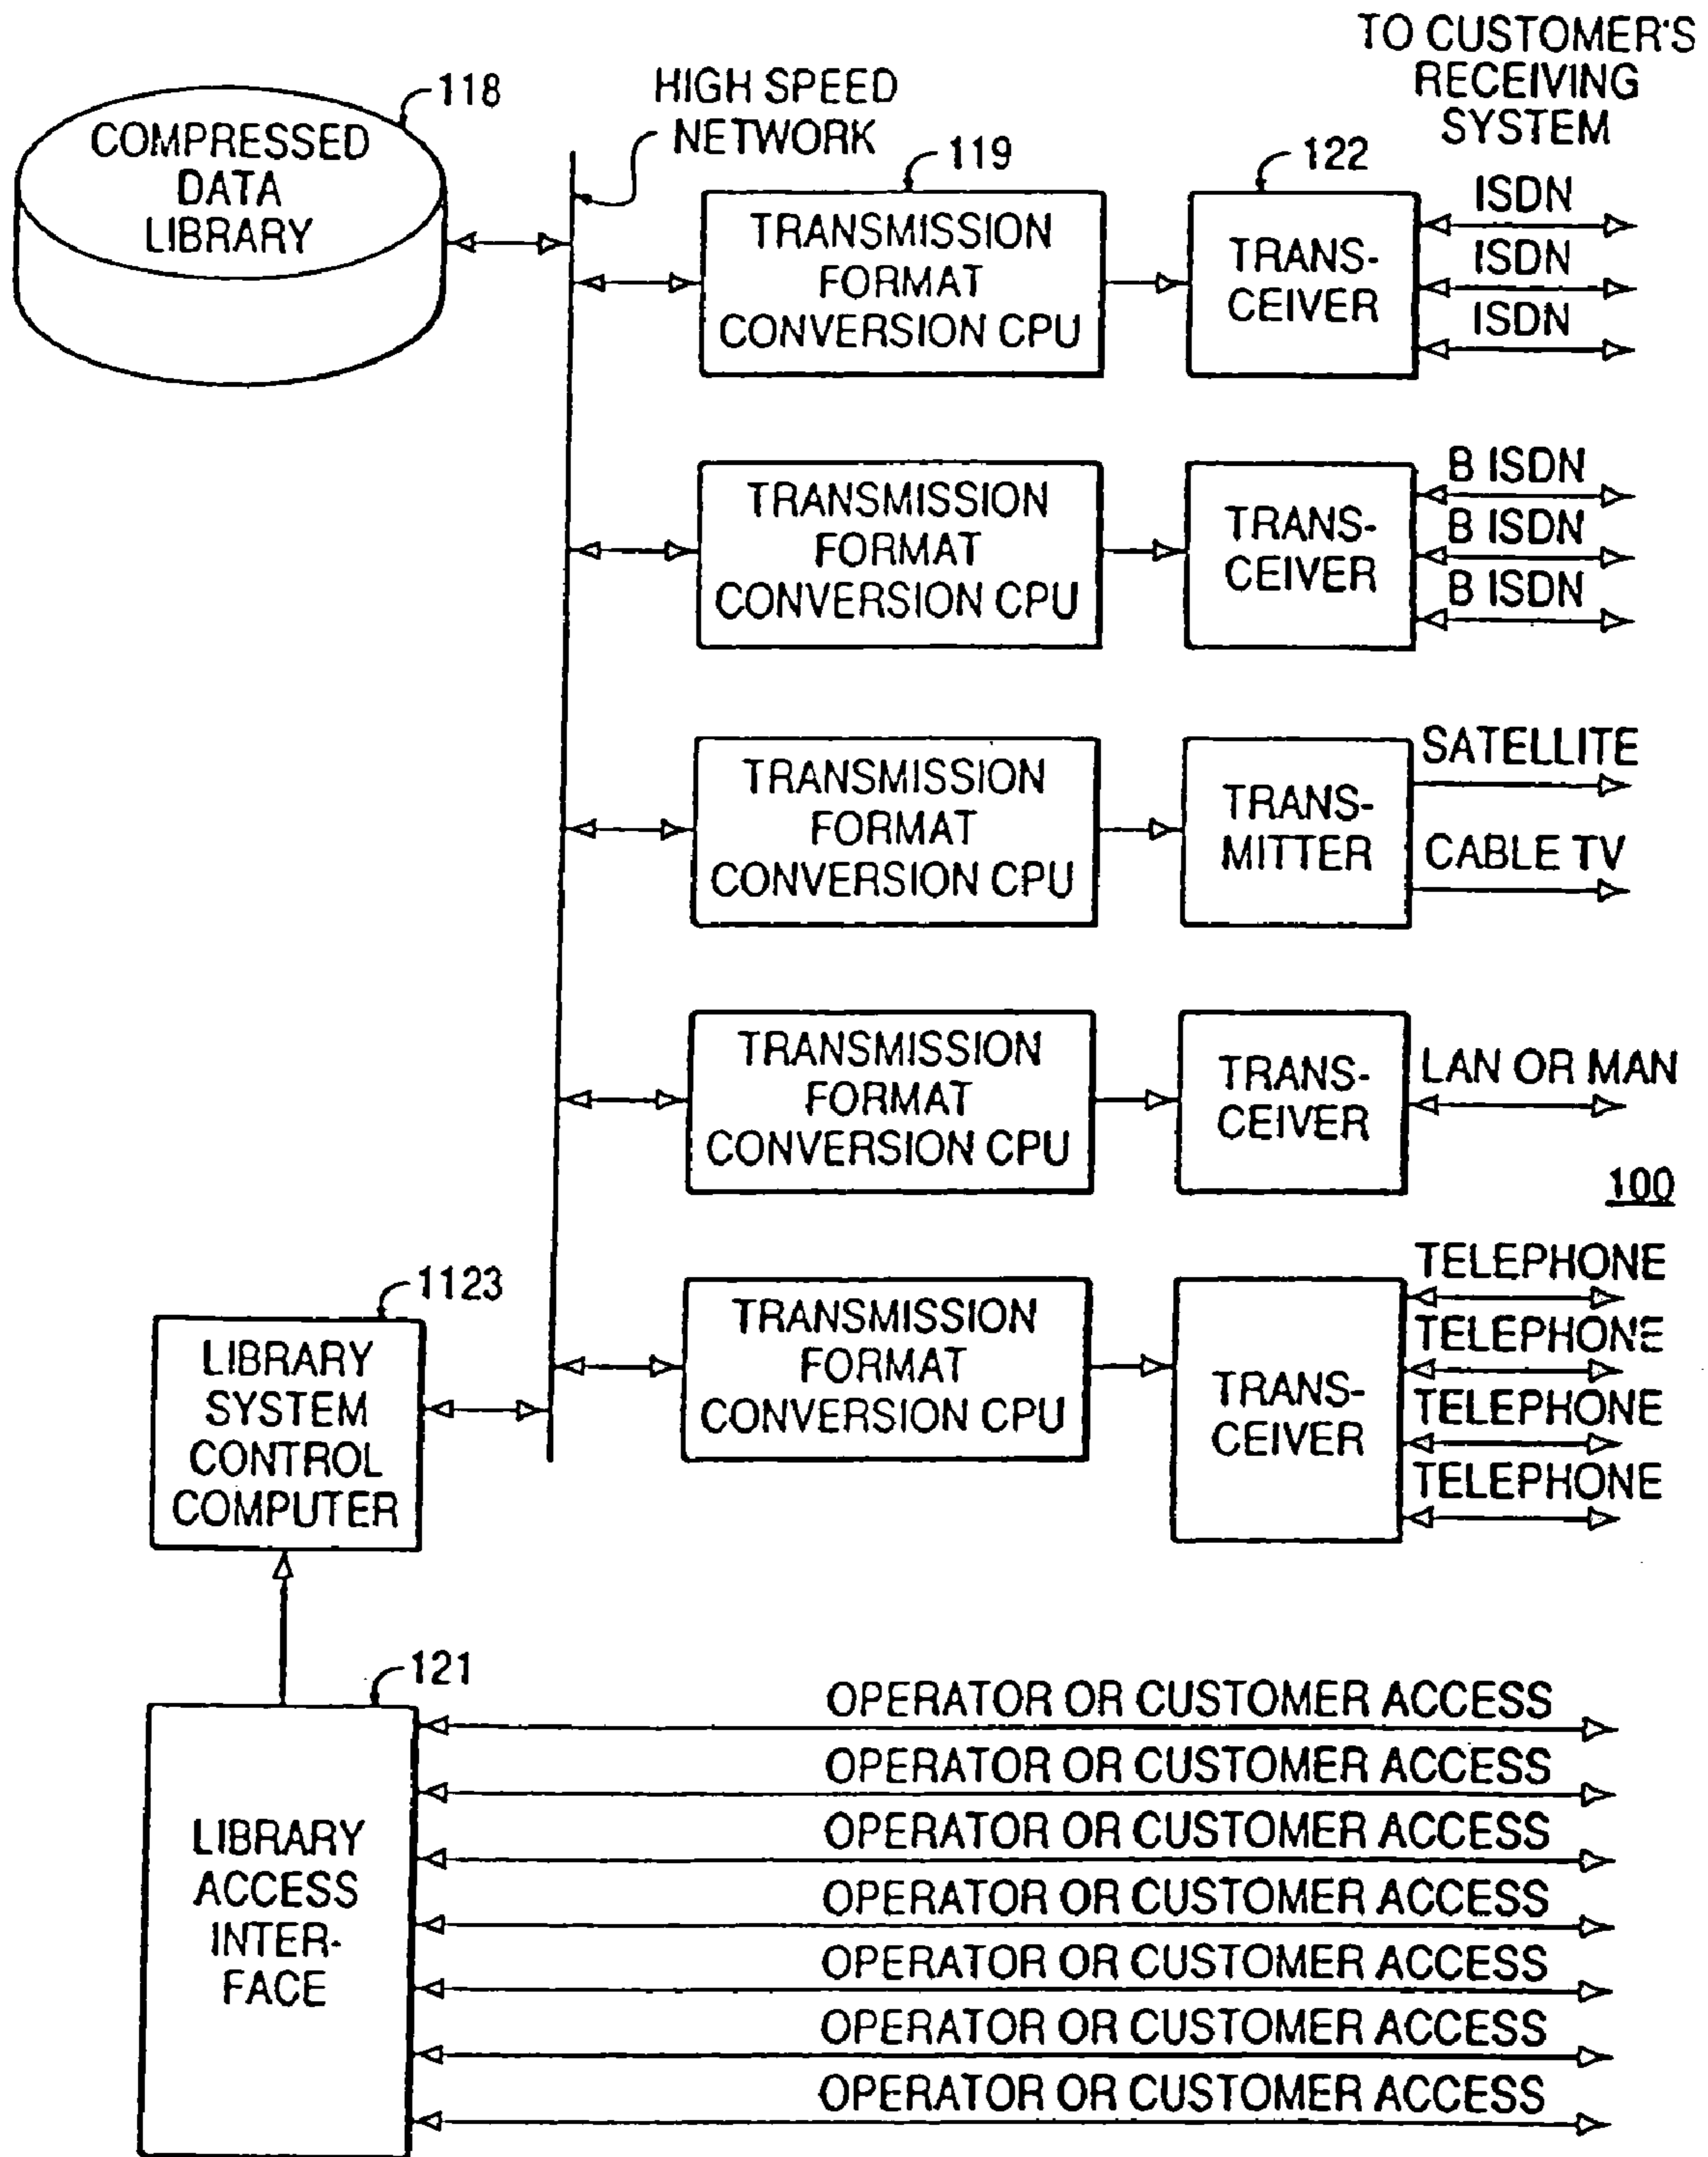 TO CUSTOMER'S
RECEIVING
SYSTEM
118
COMPRESSED
DATA
LIBRARY
HIGH SPEED
NETWORK
119
TRANSMISSION
FORMAT
CONVERSION CPU
122
TRANS-
CEIVER
ISDN
ISDN
ISDN
TRANSMISSION
FORMAT
CONVERSION CPU
TRANS-
CEIVER
B ISDN
B ISDN
B ISDN
TRANSMISSION
FORMAT
CONVERSION CPU
TRANS-
MITTER
SATELLITE
CABLE TV
TRANSMISSION
FORMAT
CONVERSION CPU
TRANS-
CEIVER
LAN OR MAN
100
1123
LIBRARY
SYSTEM
CONTROL
COMPUTER
TRANSMISSION
FORMAT
CONVERSION CPU
TRANS-
CEIVER
TELEPHONE
TELEPHONE
TELEPHONE
TELEPHONE
121
LIBRARY
ACCESS
INTER-
FACE
OPERATOR OR CUSTOMER ACCESS
OPERATOR OR CUSTOMER ACCESS
OPERATOR OR CUSTOMER ACCESS
OPERATOR OR CUSTOMER ACCESS
OPERATOR OR CUSTOMER ACCESS
OPERATOR OR CUSTOMER ACCESS
OPERATOR OR CUSTOMER ACCESS